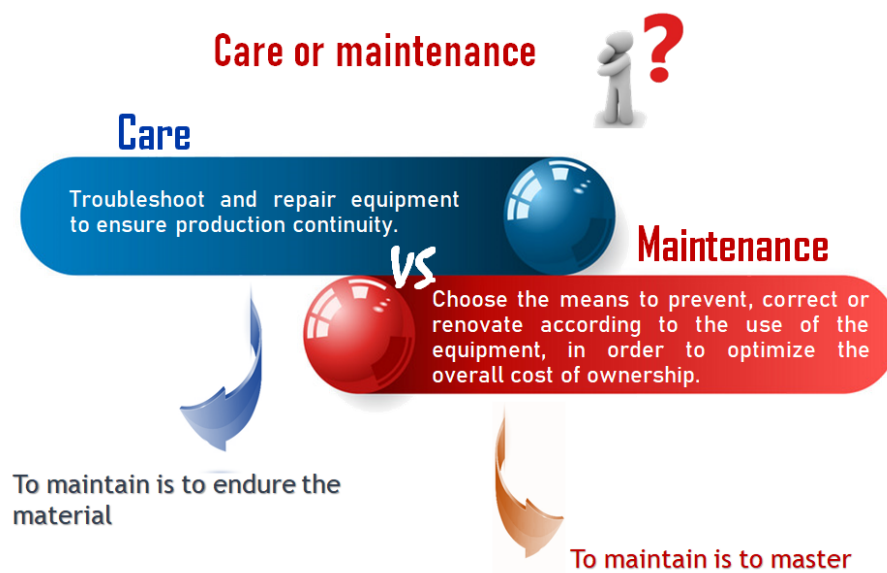 Care or maintenance
?
Care
Troubleshoot and repair equipment
to ensure production continuity.
VS
Maintenance
Choose the means to prevent, correct or
renovate according to the use of the
equipment, in order to optimize the
overall cost of ownership.
To maintain is to endure the
material
To maintain is to master